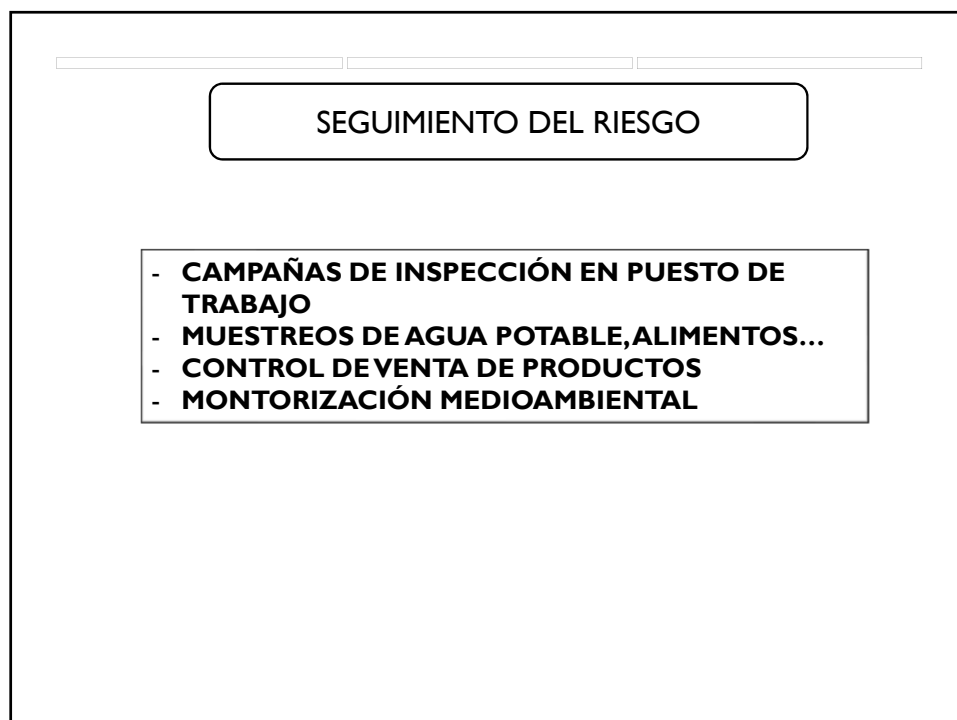 SEGUIMIENTO DEL RIESGO
- CAMPAÑAS DE INSPECCIÓN EN PUESTO DE
TRABAJO
- MUESTREOS DE AGUA POTABLE, ALIMENTOS...
- CONTROL DE VENTA DE PRODUCTOS
- MONTORIZACIÓN MEDIOAMBIENTAL